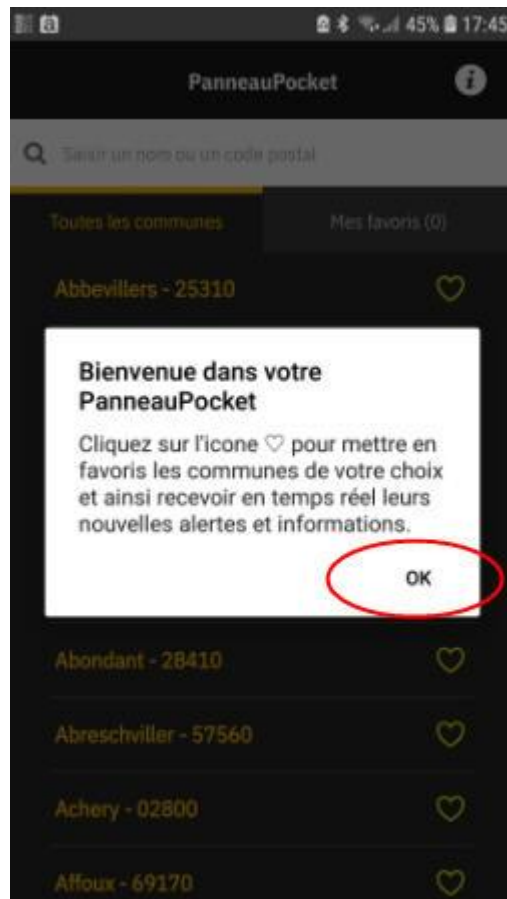 45% 17:45
PanneauPocket
Saisir un nom ou un code postal
Toutes les communes Mes favoris (0)
Abbevillers - 25310
Bienvenue dans votre
PanneauPocket
Cliquez sur l'icone ♡ pour mettre en
favoris les communes de votre choix
et ainsi recevoir en temps réel leurs
nouvelles alertes et informations.
OK
Abondant - 28410
Abreschviller - 57560
Achery - 02800
Affoux - 69170